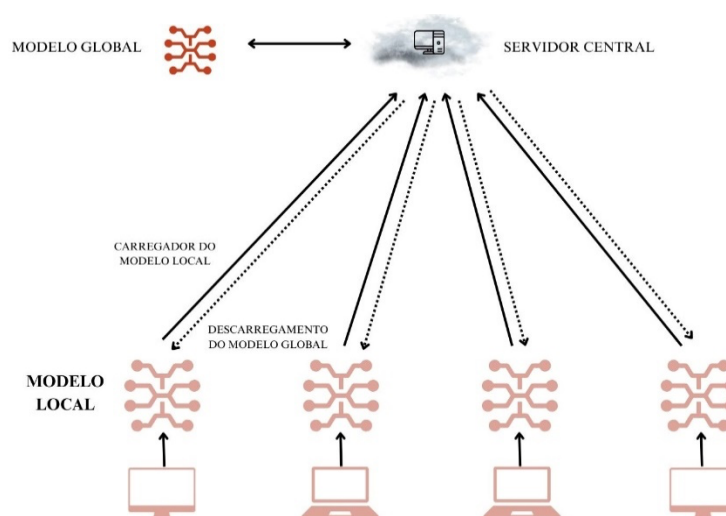 MODELO GLOBAL
SERVIDOR CENTRAL
CARREGADOR DO
MODELO LOCAL
DESCARREGAMENTO
DO MODELO GLOBAL
MODELO
LOCAL